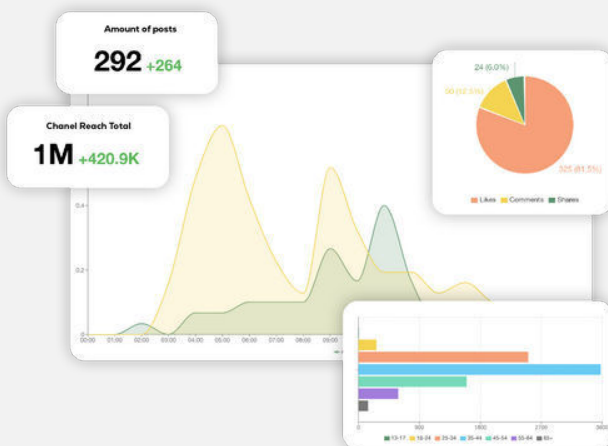 Amount of posts
292 +264
Chanel Reach Total
1M +420.9K
24 (6.0%)
50 (12.5%)
325 (81.5%)
Likes Comments Shares
0.4
0.2
0
00:00 01:00 02:00 03:00 04:00 05:00 06:00 07:00 08:00 09:00
0 900 1800 2700 3600
13-17 18-24 25-34 35-44 45-54 55-64 65+